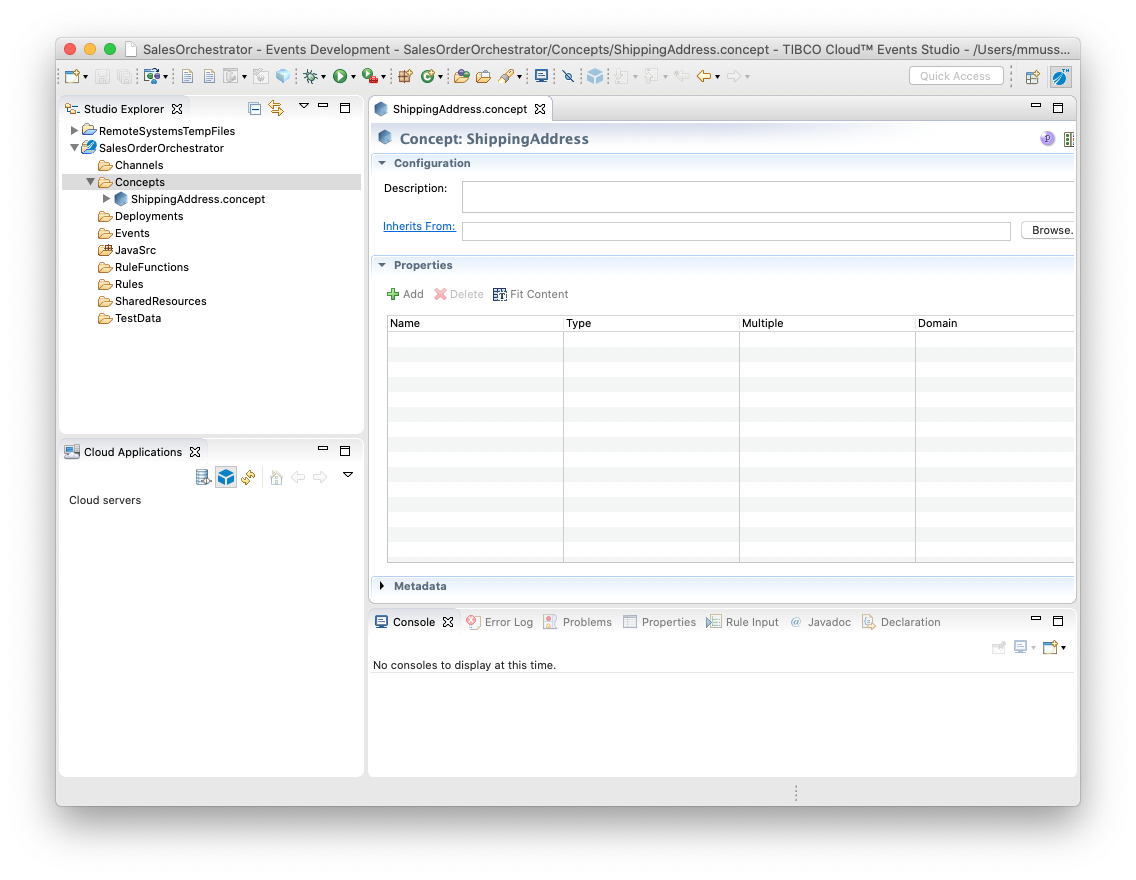 SalesOrchestrator - Events Development - SalesOrderOrchestrator/Concepts/ShippingAddress.concept - TIBCO Cloud™ Events Studio - /Users/mmuss...
Quick Access
Studio Explorer
RemoteSystemsTempFiles
SalesOrderOrchestrator
Channels
Concepts
ShippingAddress.concept
Deployments
Events
JavaSrc
RuleFunctions
Rules
SharedResources
TestData
Cloud Applications
Cloud servers
ShippingAddress.concept
Concept: ShippingAddress
Configuration
Description:
Inherits From:
Browse.
Properties
Add Delete Fit Content
Name Type Multiple Domain
Metadata
Console Error Log Problems Properties Rule Input Javadoc Declaration
No consoles to display at this time.